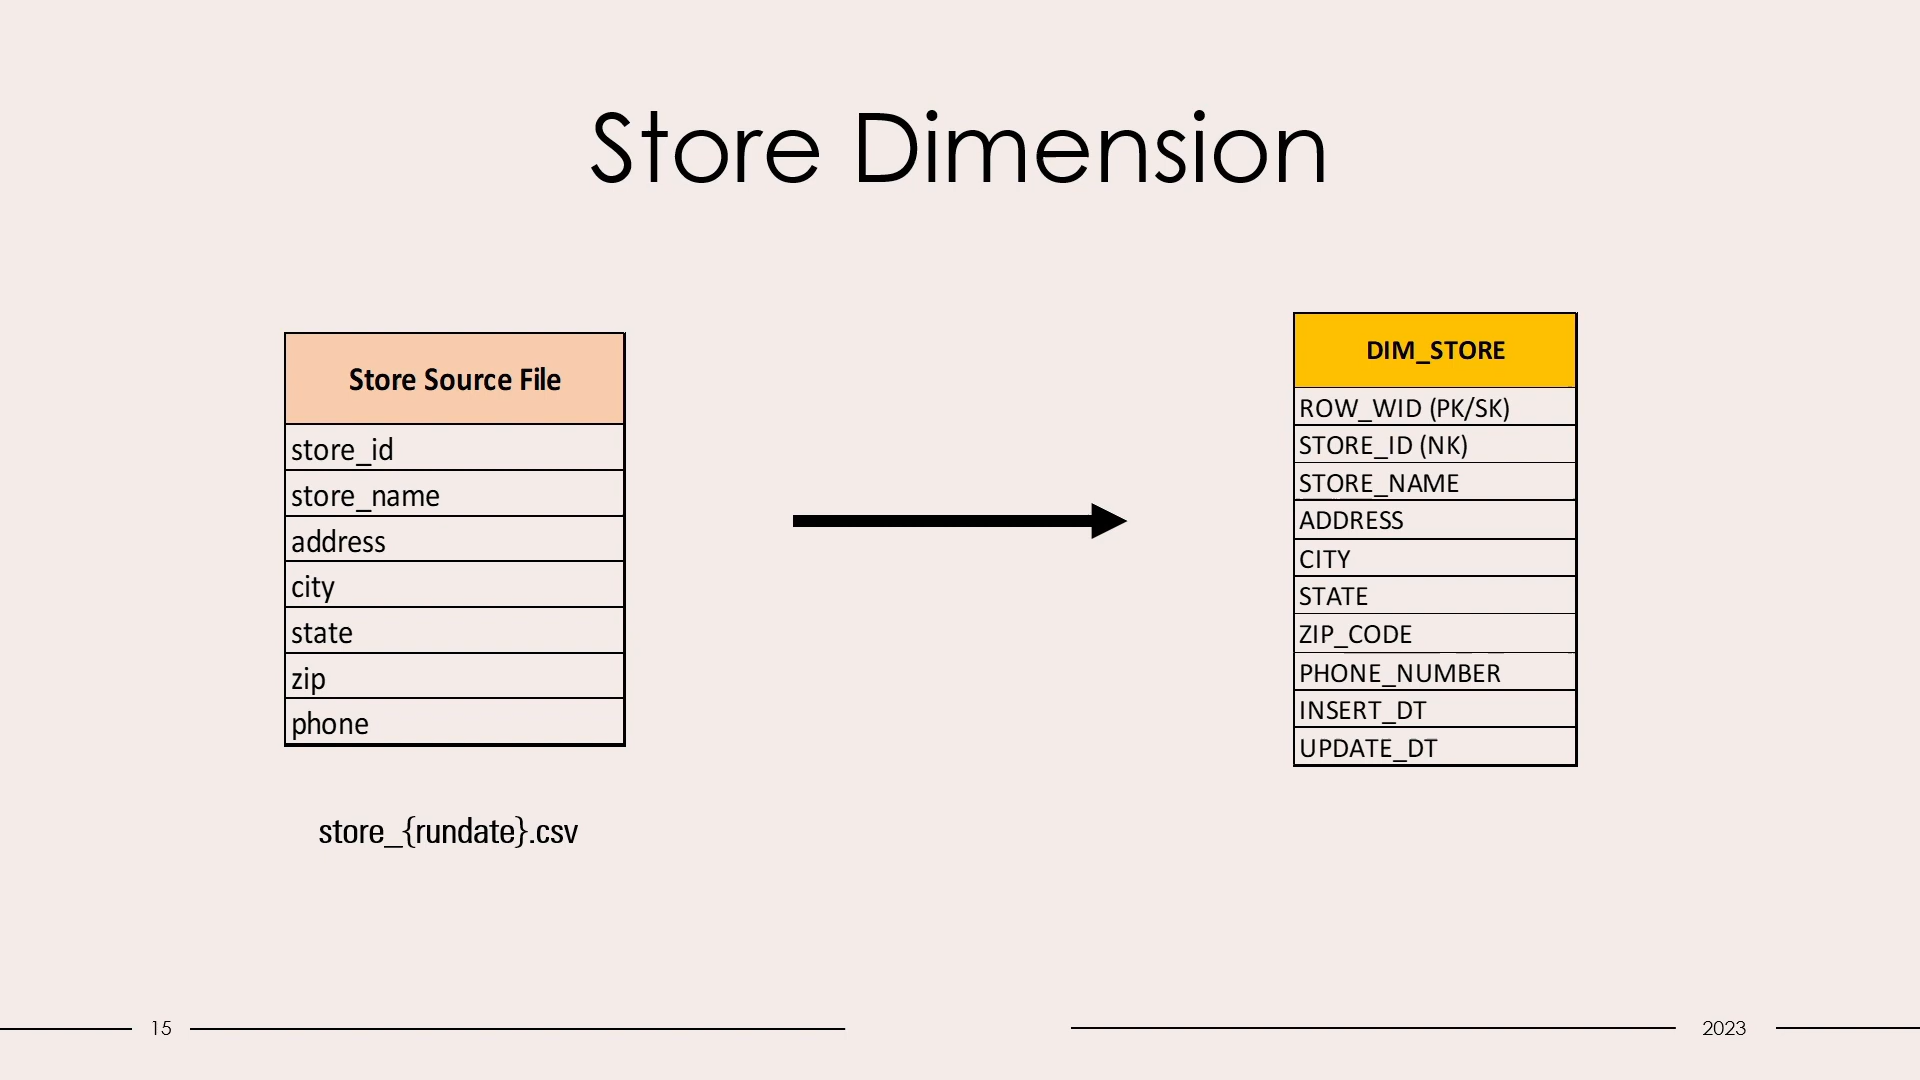 Store Dimension
Store Source File
store_id
store_name
address
city
state
zip
phone
store_{rundate}.csv
DIM_STORE
ROW_WID (PK/SK)
STORE_ID (NK)
STORE_NAME
ADDRESS
CITY
STATE
ZIP_CODE
PHONE_NUMBER
INSERT_DT
UPDATE_DT
15
2023